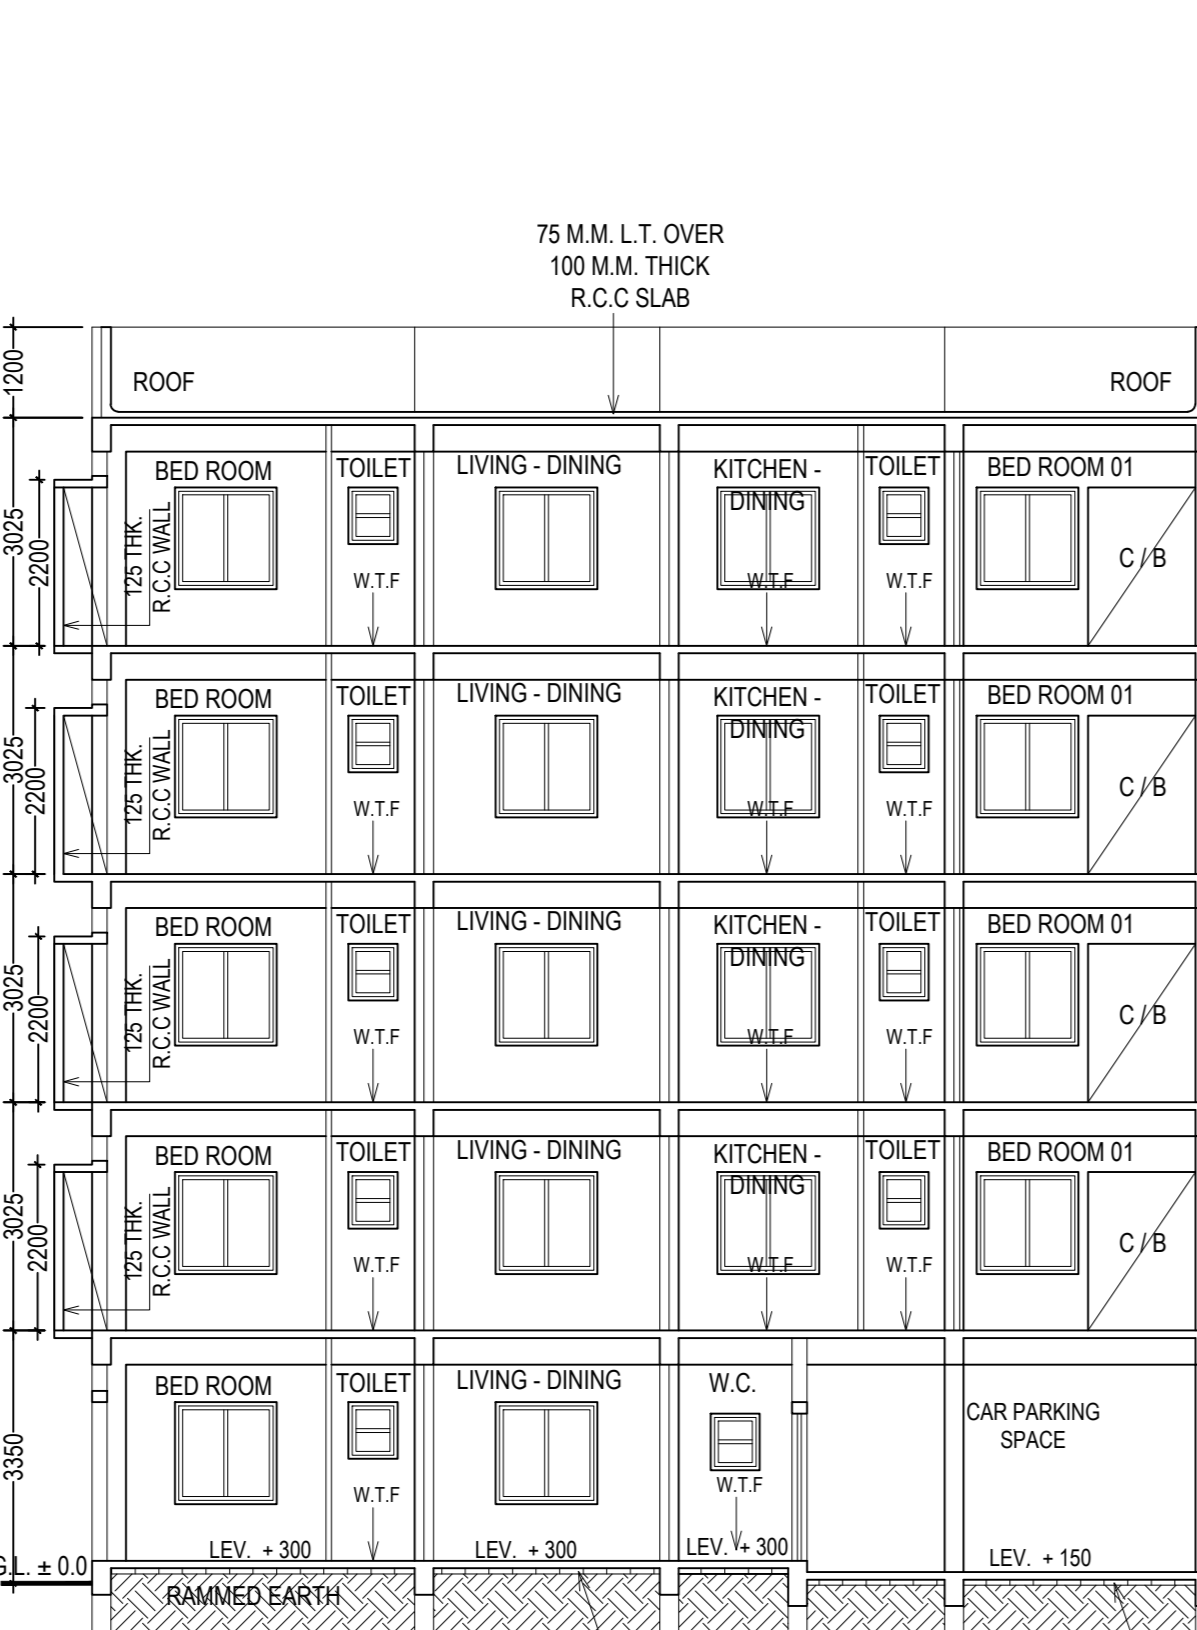 75 M.M. L.T. OVER
100 M.M. THICK
R.C.C SLAB
1200
ROOF
ROOF
3025
2200
125 THK.
R.C.C WALL
BED ROOM
TOILET
W.T.F
LIVING - DINING
KITCHEN -
DINING
W.T.F
TOILET
W.T.F
BED ROOM 01
C / B
3025
2200
125 THK.
R.C.C WALL
BED ROOM
TOILET
W.T.F
LIVING - DINING
KITCHEN -
DINING
W.T.F
TOILET
W.T.F
BED ROOM 01
C / B
3025
2200
125 THK.
R.C.C WALL
BED ROOM
TOILET
W.T.F
LIVING - DINING
KITCHEN -
DINING
W.T.F
TOILET
W.T.F
BED ROOM 01
C / B
3025
2200
125 THK.
R.C.C WALL
BED ROOM
TOILET
W.T.F
LIVING - DINING
KITCHEN -
DINING
W.T.F
TOILET
W.T.F
BED ROOM 01
C / B
3350
BED ROOM
TOILET
W.T.F
LIVING - DINING
W.C.
W.T.F
CAR PARKING
SPACE
LEV. + 300
LEV. + 300
LEV. + 300
LEV. + 150
G.L. ± 0.0
RAMMED EARTH